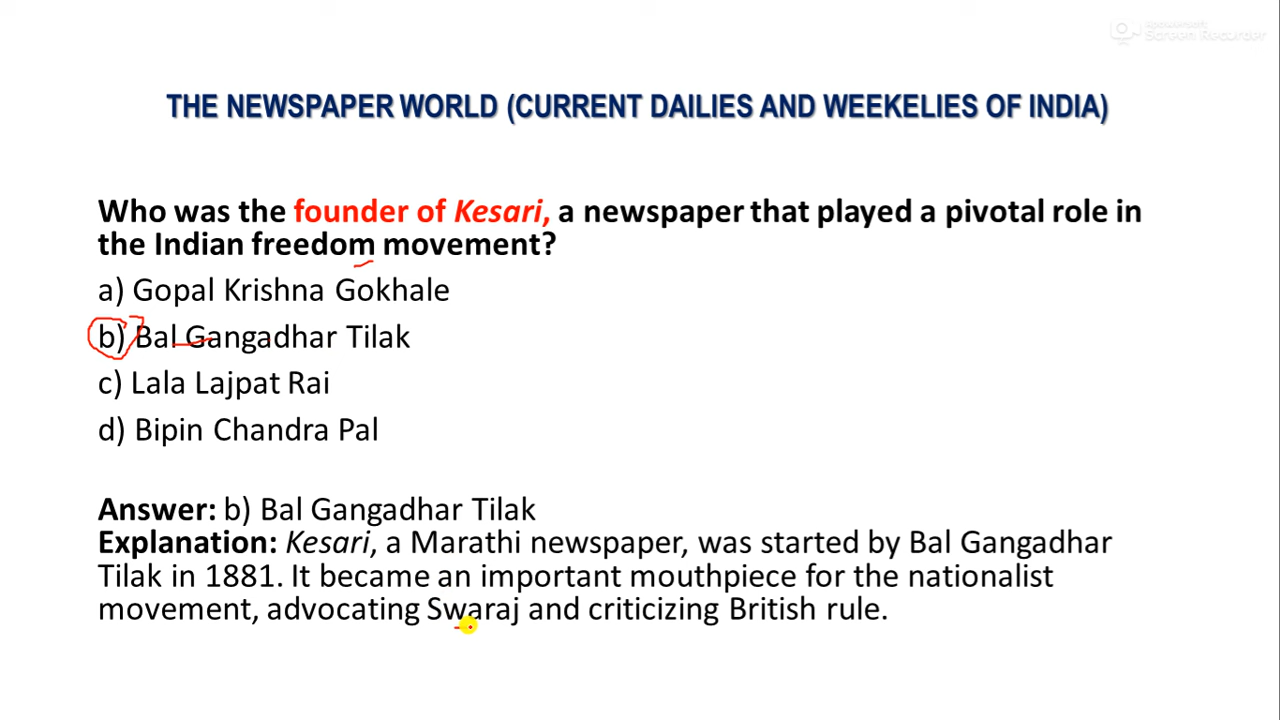 Apowersoft
Screen Recorder
THE NEWSPAPER WORLD (CURRENT DAILIES AND WEEKELIES OF INDIA)
Who was the founder of Kesari, a newspaper that played a pivotal role in
the Indian freedom movement?
a) Gopal Krishna Gokhale
b) Bal Gangadhar Tilak
c) Lala Lajpat Rai
d) Bipin Chandra Pal
Answer: b) Bal Gangadhar Tilak
Explanation: Kesari, a Marathi newspaper, was started by Bal Gangadhar
Tilak in 1881. It became an important mouthpiece for the nationalist
movement, advocating Swaraj and criticizing British rule.